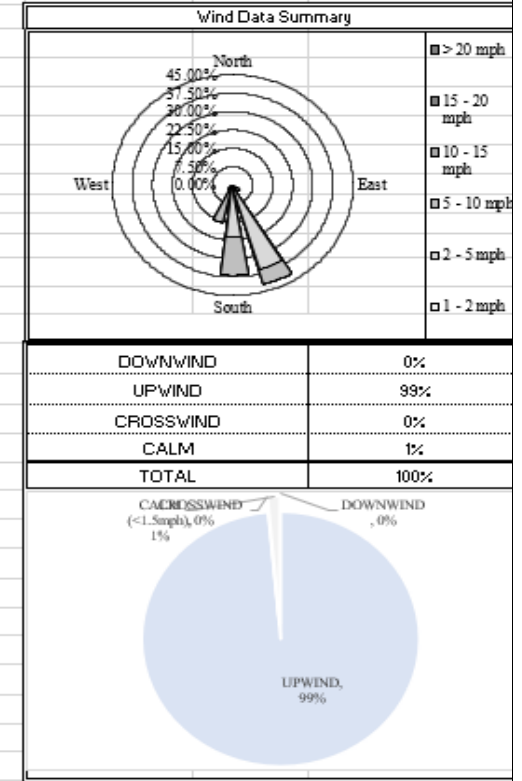 Wind Data Summary
North
45.00%
37.50%
30.00%
22.50%
15.00%
7.50%
0.00%
West
East
South
> 20 mph
15 - 20
mph
10 - 15
mph
5 - 10 mph
2 - 5 mph
1 - 2 mph
DOWNWIND 0%
UPWIND 99%
CROSSWIND 0%
CALM 1%
TOTAL 100%
CALM
(<1.5mph),
1%
CROSSWIND
, 0%
DOWNWIND
, 0%
UPWIND,
99%